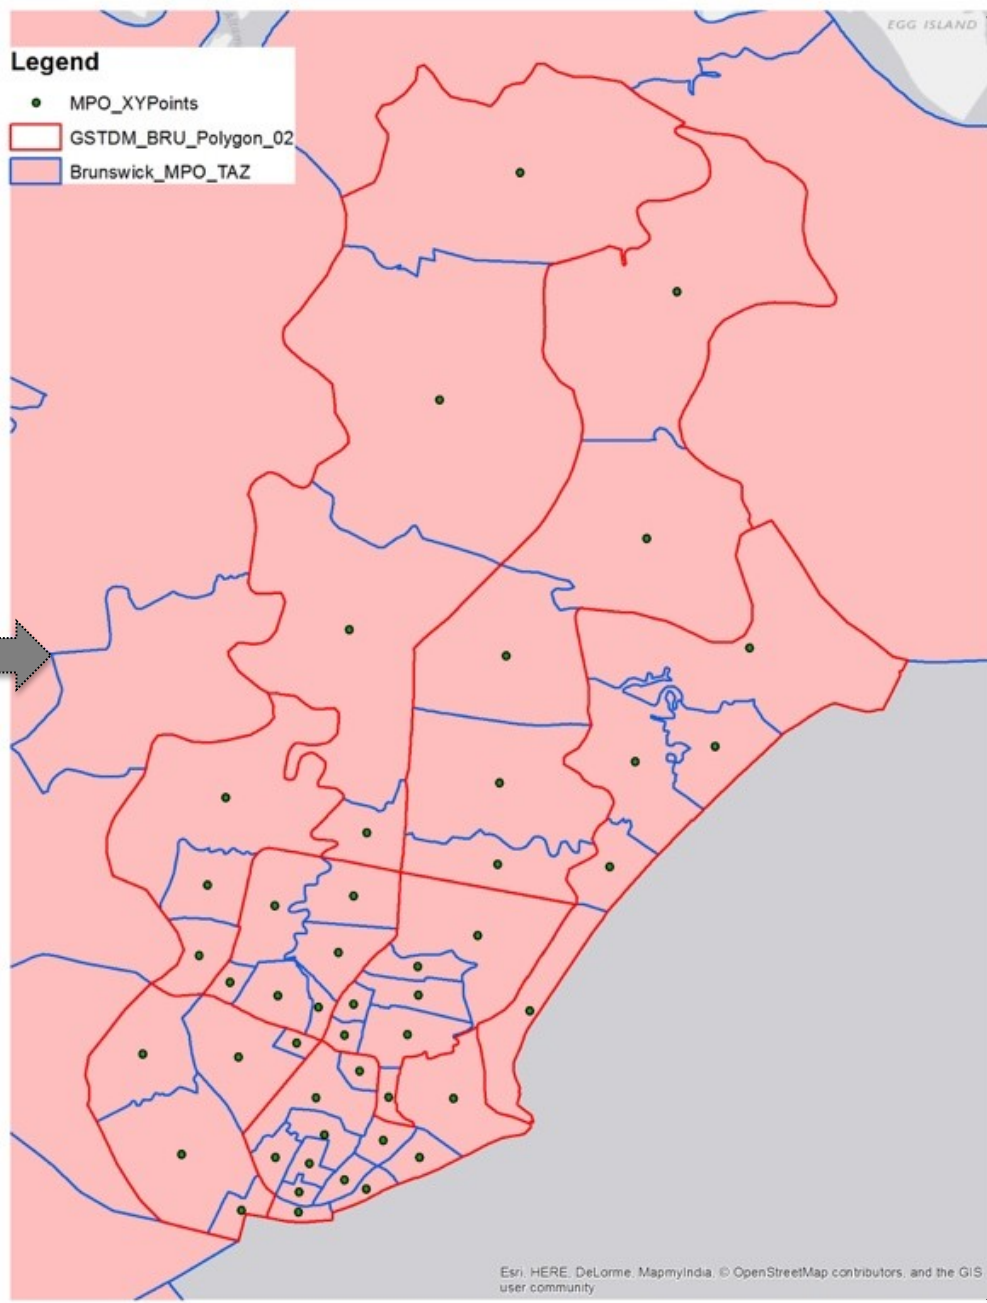 EGG ISLAND
Legend
MPO_XYPoints
GSTDM_BRU_Polygon_02
Brunswick_MPO_TAZ
Esri, HERE, DeLorme, MapmyIndia, © OpenStreetMap contributors, and the GIS
user community